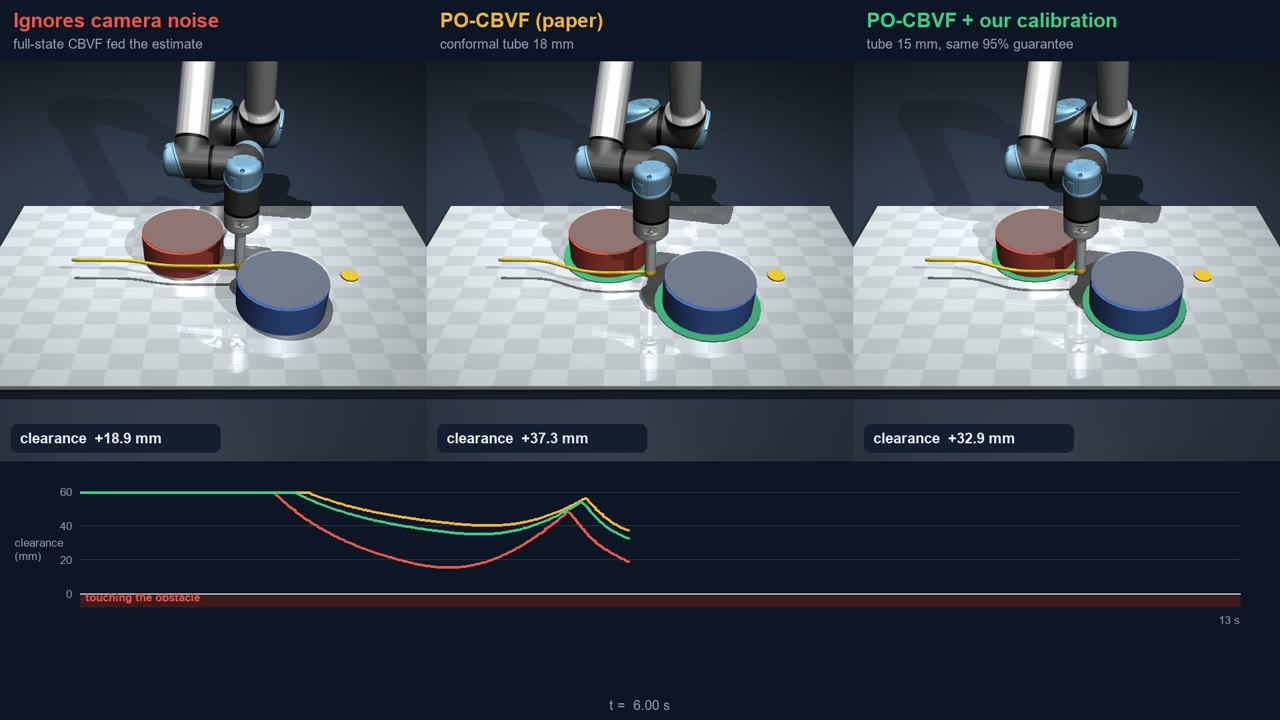 Ignores camera noise
full-state CBVF fed the estimate
PO-CBVF (paper)
conformal tube 18 mm
PO-CBVF + our calibration
tube 15 mm, same 95% guarantee
clearance +18.9 mm
clearance +37.3 mm
clearance +32.9 mm
60
40
clearance
(mm)
20
0
touching the obstacle
13 s
t = 6.00 s